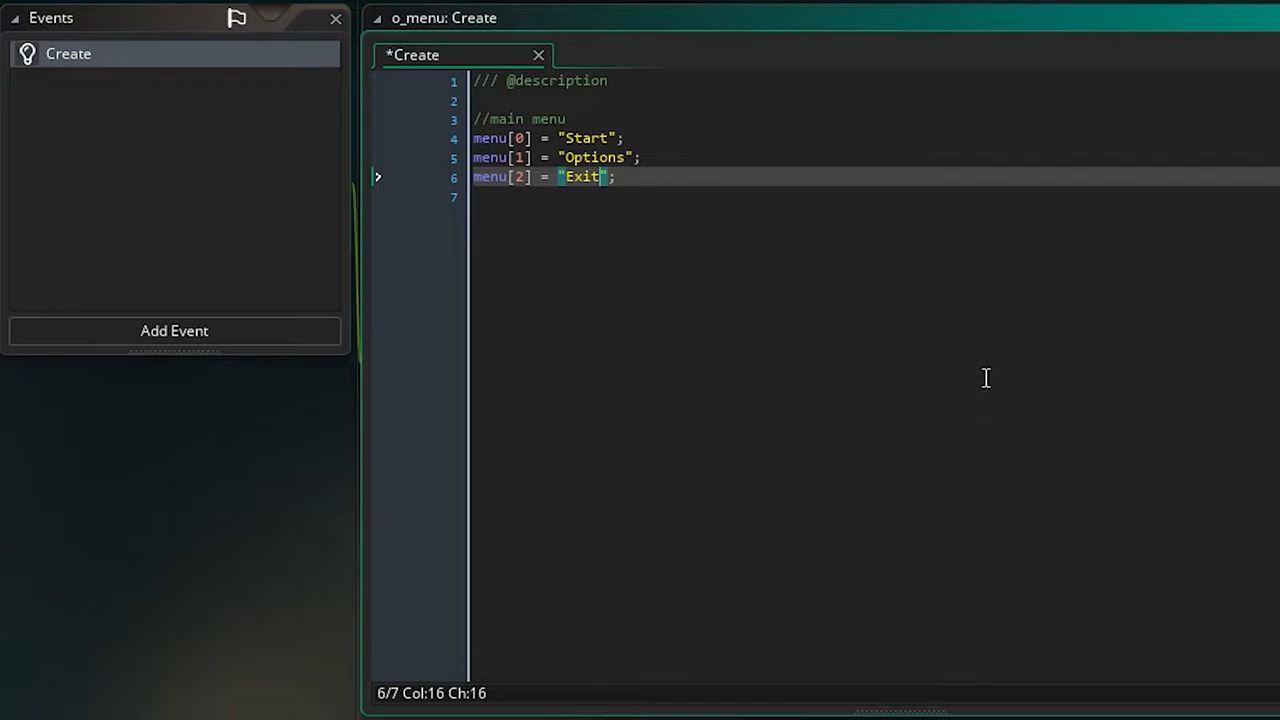 Events
Create
Add Event
o_menu: Create
*Create
1 /// @description
2
3 //main menu
4 menu[0] = "Start";
5 menu[1] = "Options";
6 menu[2] = "Exit";
7
6/7 Col:16 Ch:16